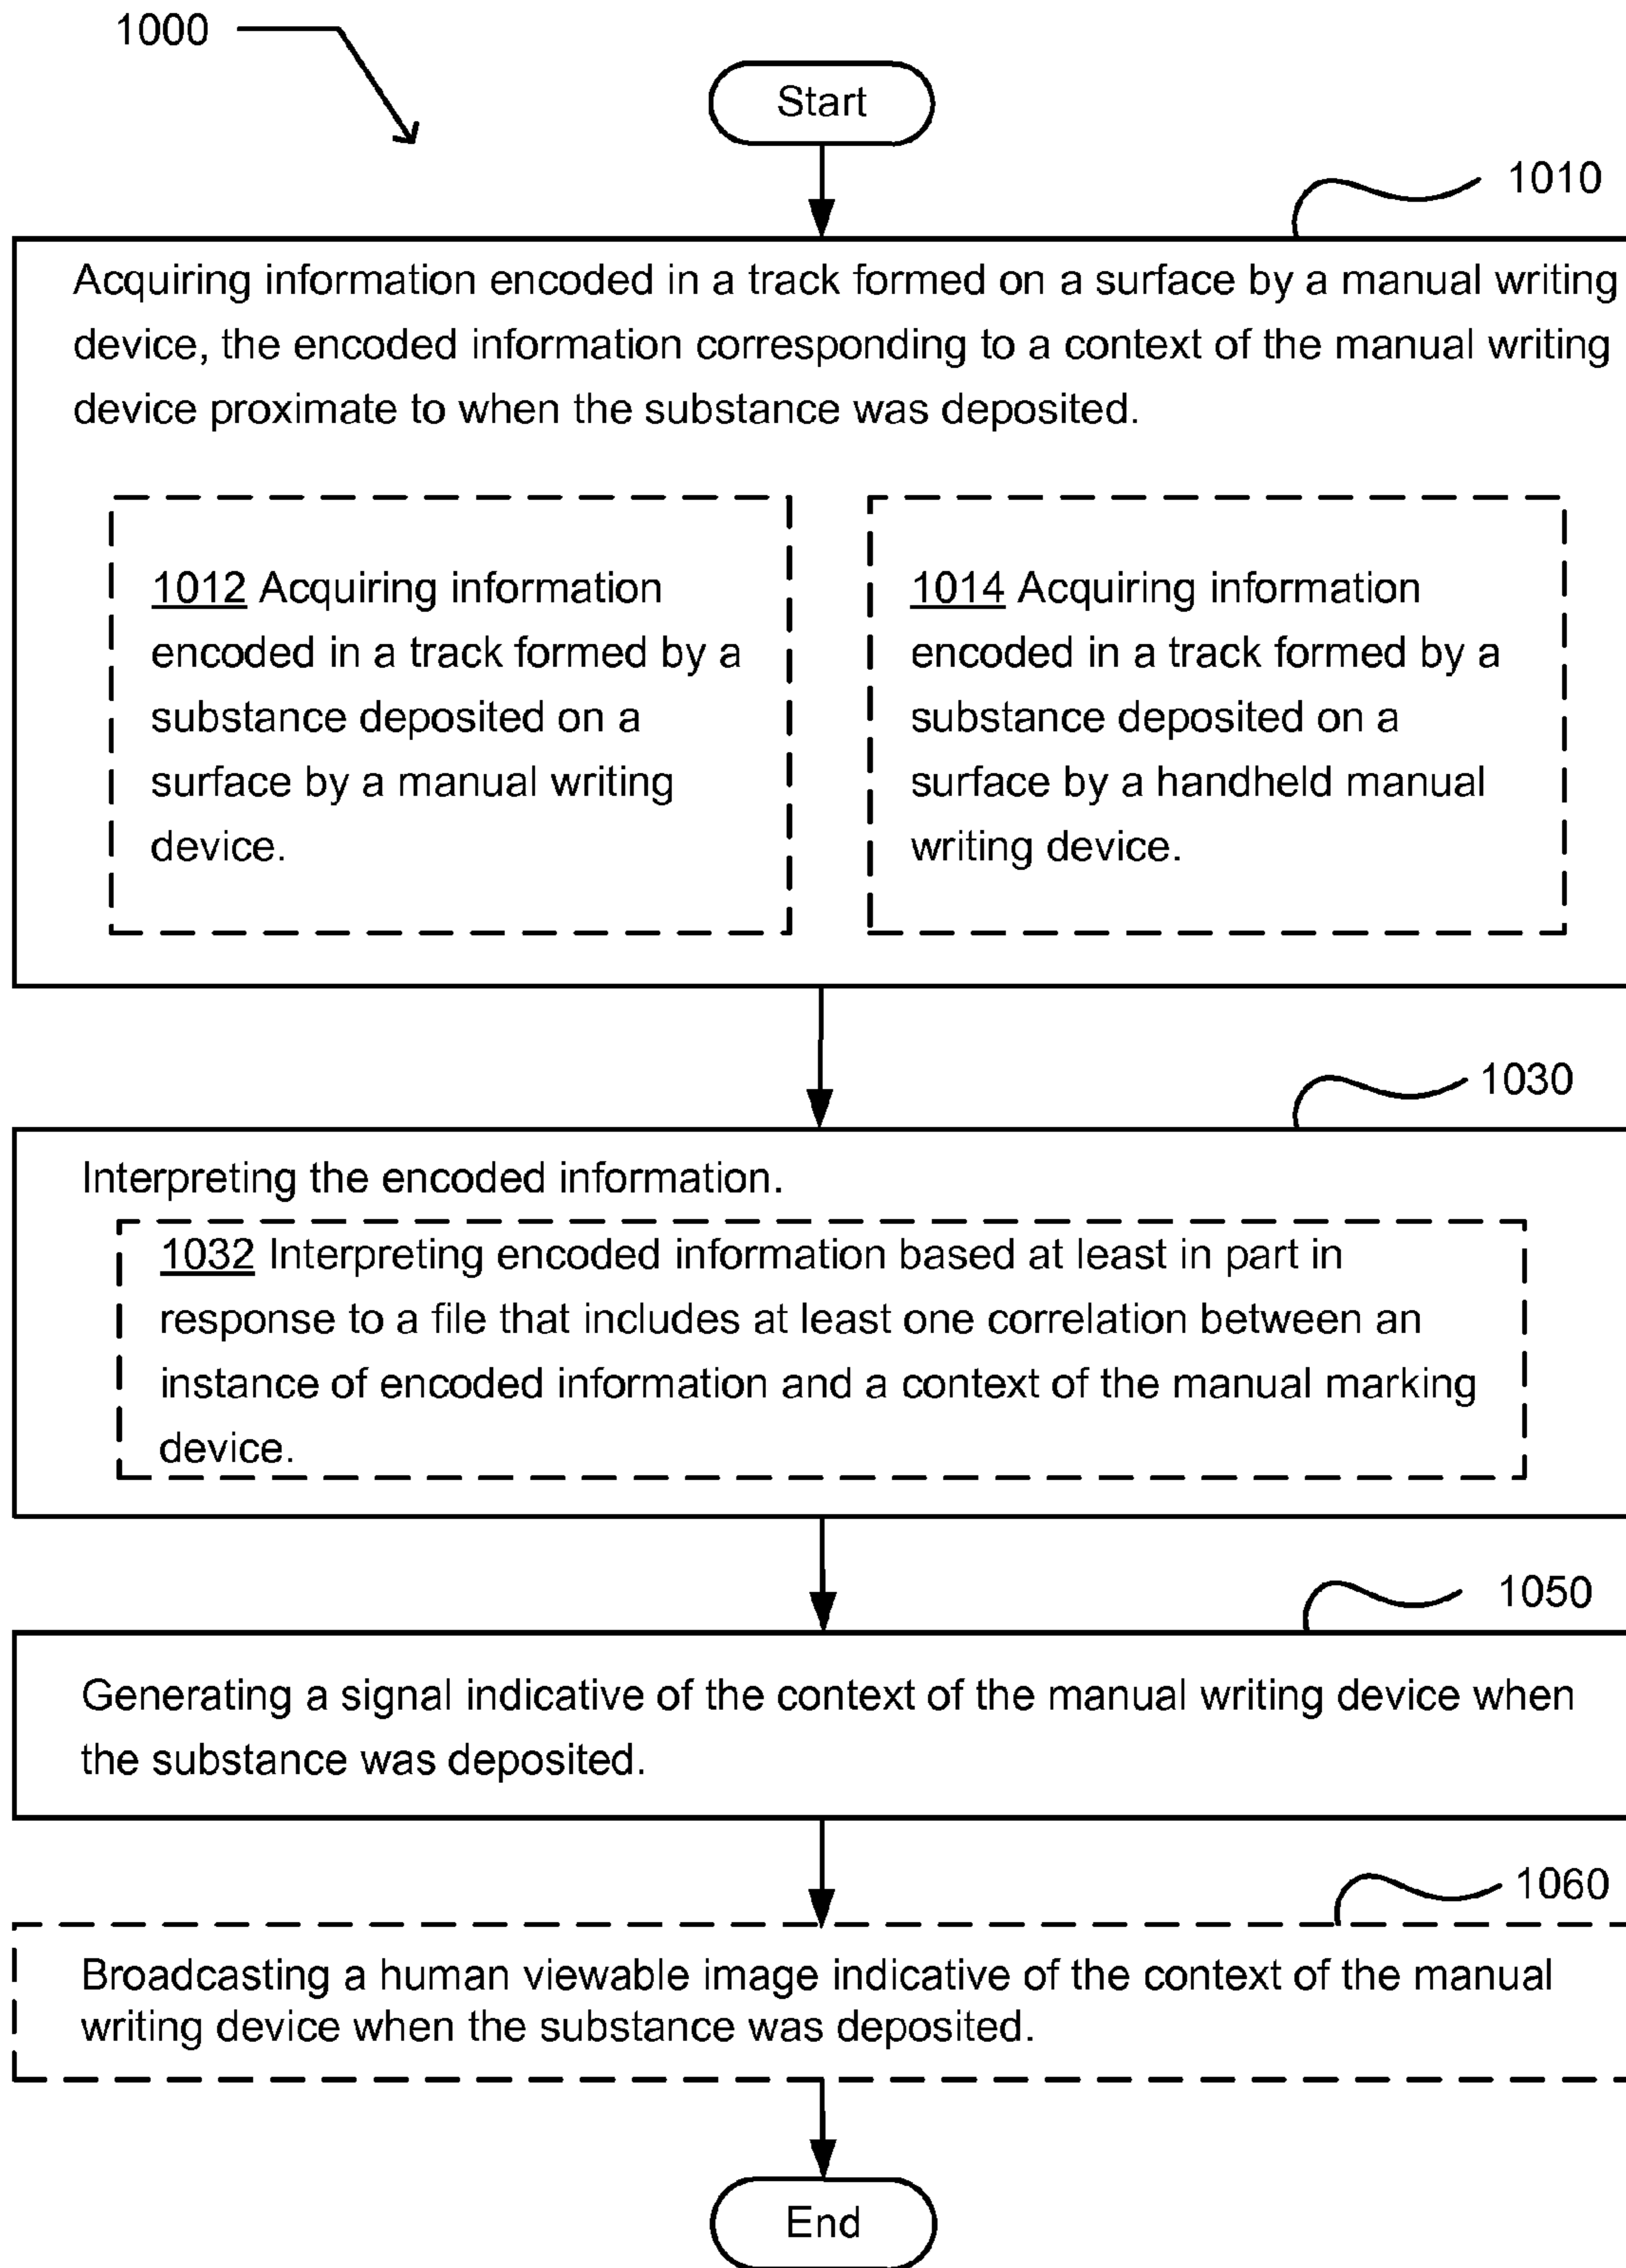 1000
Start
1010
Acquiring information encoded in a track formed on a surface by a manual writing
device, the encoded information corresponding to a context of the manual writing
device proximate to when the substance was deposited.
1012 Acquiring information
encoded in a track formed by a
substance deposited on a
surface by a manual writing
device.
1014 Acquiring information
encoded in a track formed by a
substance deposited on a
surface by a handheld manual
writing device.
1030
Interpreting the encoded information.
1032 Interpreting encoded information based at least in part in
response to a file that includes at least one correlation between an
instance of encoded information and a context of the manual marking
device.
1050
Generating a signal indicative of the context of the manual writing device when
the substance was deposited.
1060
Broadcasting a human viewable image indicative of the context of the manual
writing device when the substance was deposited.
End